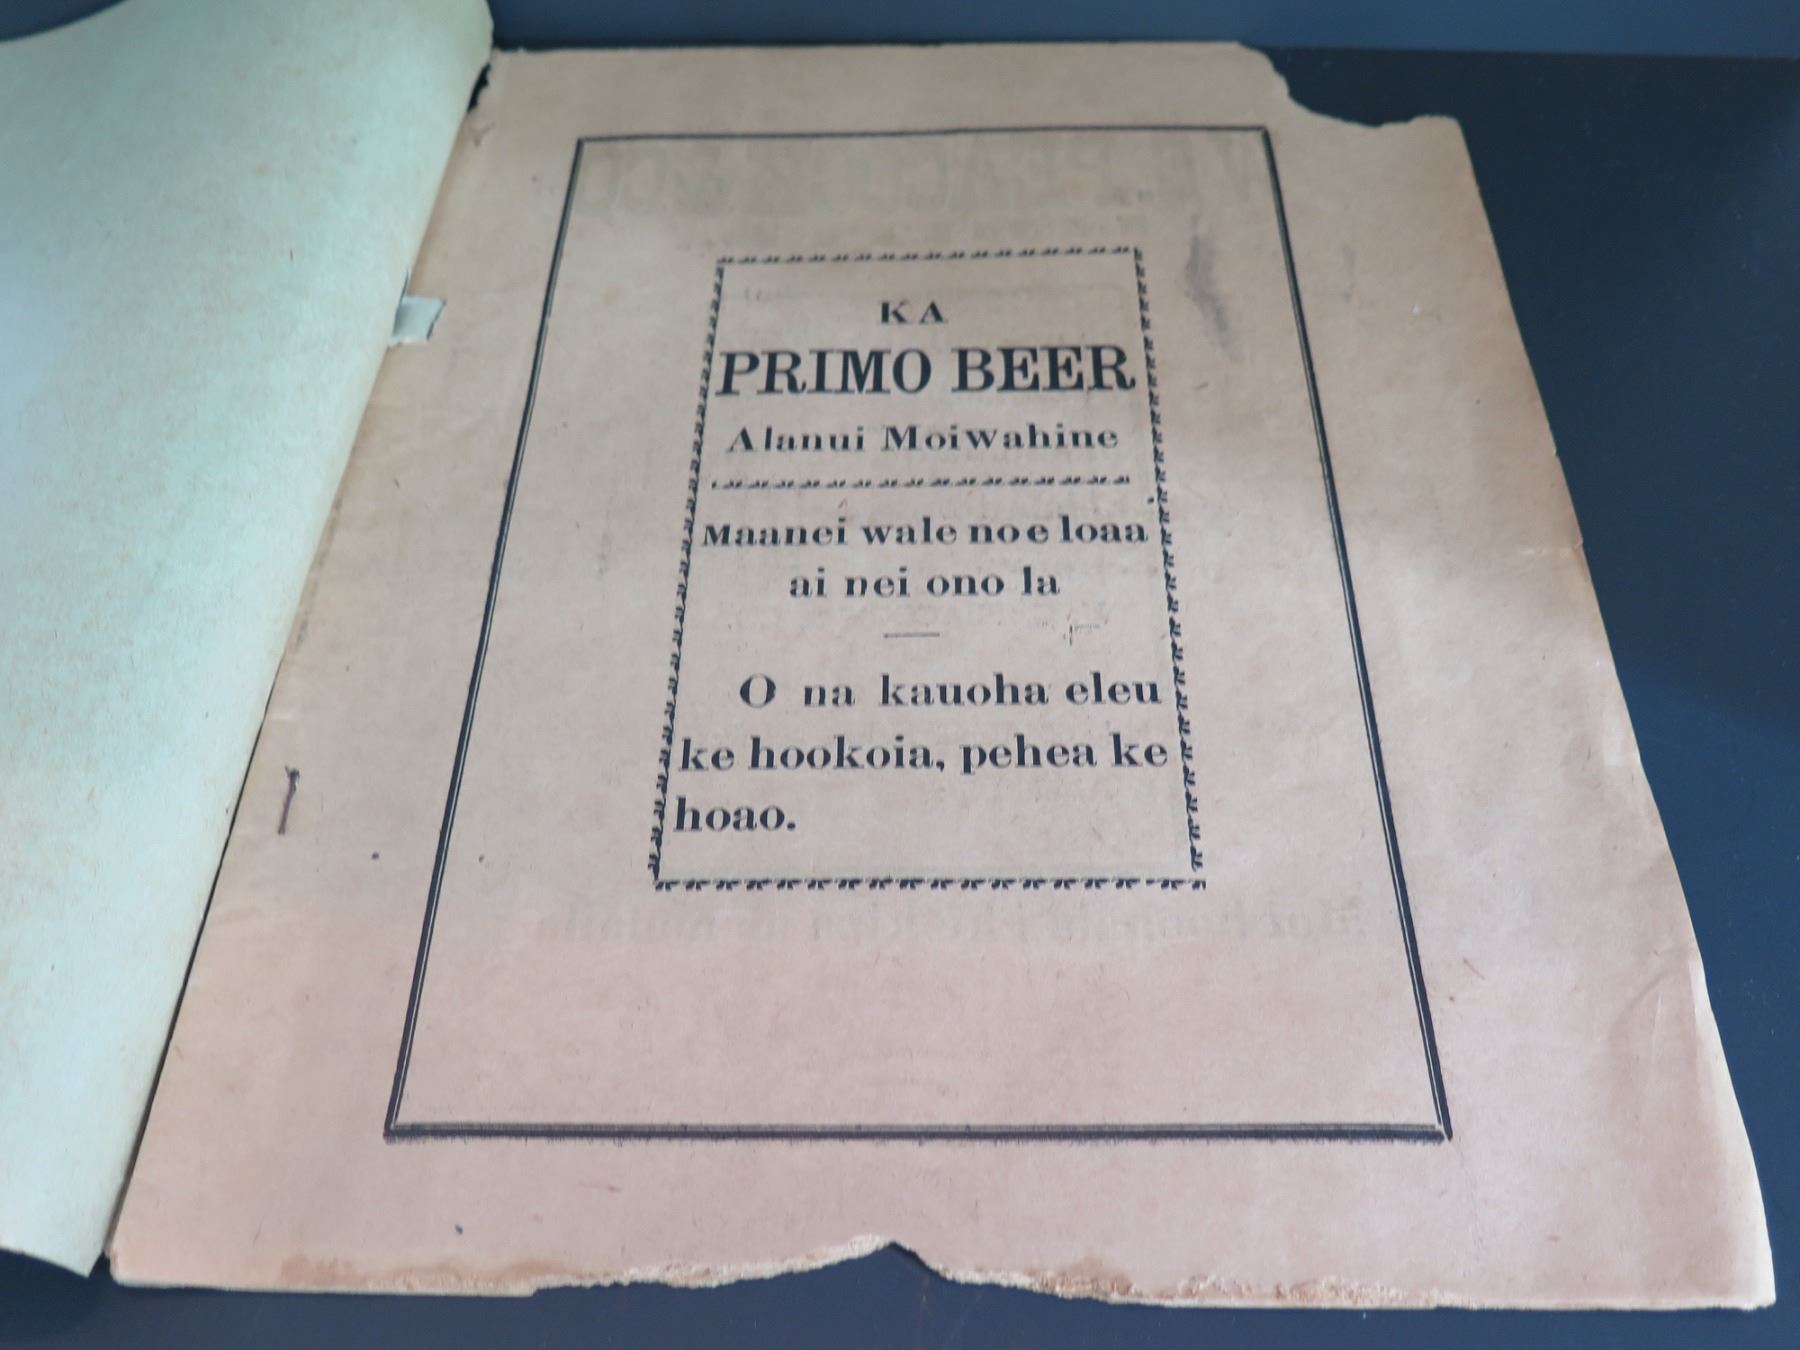 KA
PRIMO BEER
Alanui Moiwahine
Maanei wale no e loaa
ai nei ono la
O na kauoha eleu
ke hookoia, pehea ke
hoao.